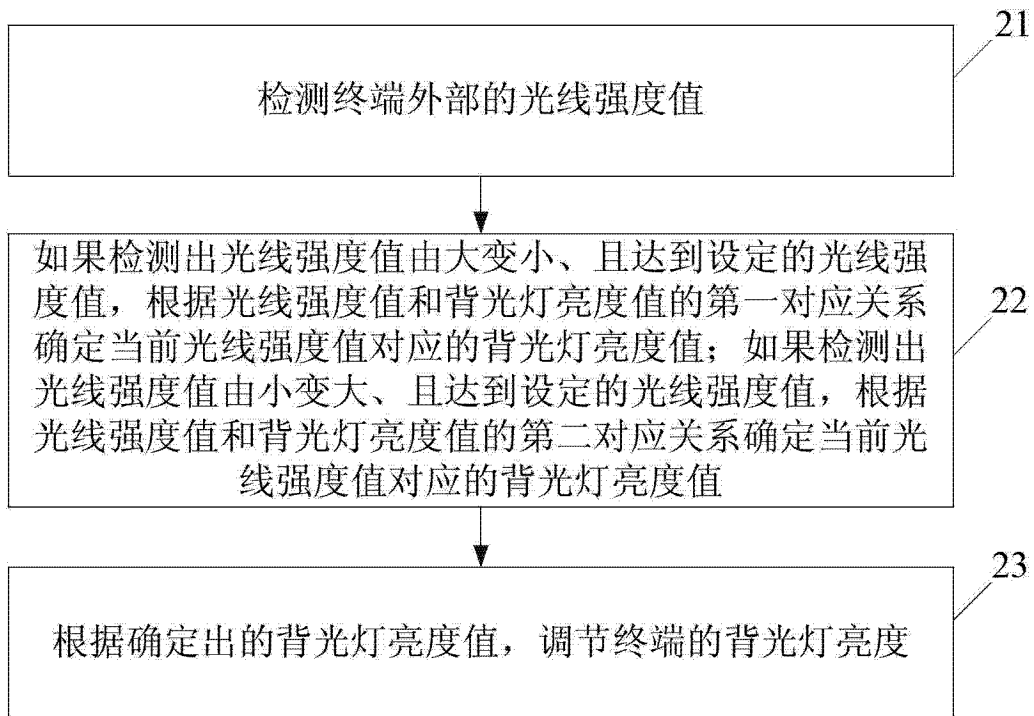 21
检测终端外部的光线强度值
如果检测出光线强度值由大变小、且达到设定的光线强
度值，根据光线强度值和背光灯亮度值的第一对应关系
确定当前光线强度值对应的背光灯亮度值；如果检测出
光线强度值由小变大、且达到设定的光线强度值，根据
光线强度值和背光灯亮度值的第二对应关系确定当前光
线强度值对应的背光灯亮度值
22
23
根据确定出的背光灯亮度值，调节终端的背光灯亮度